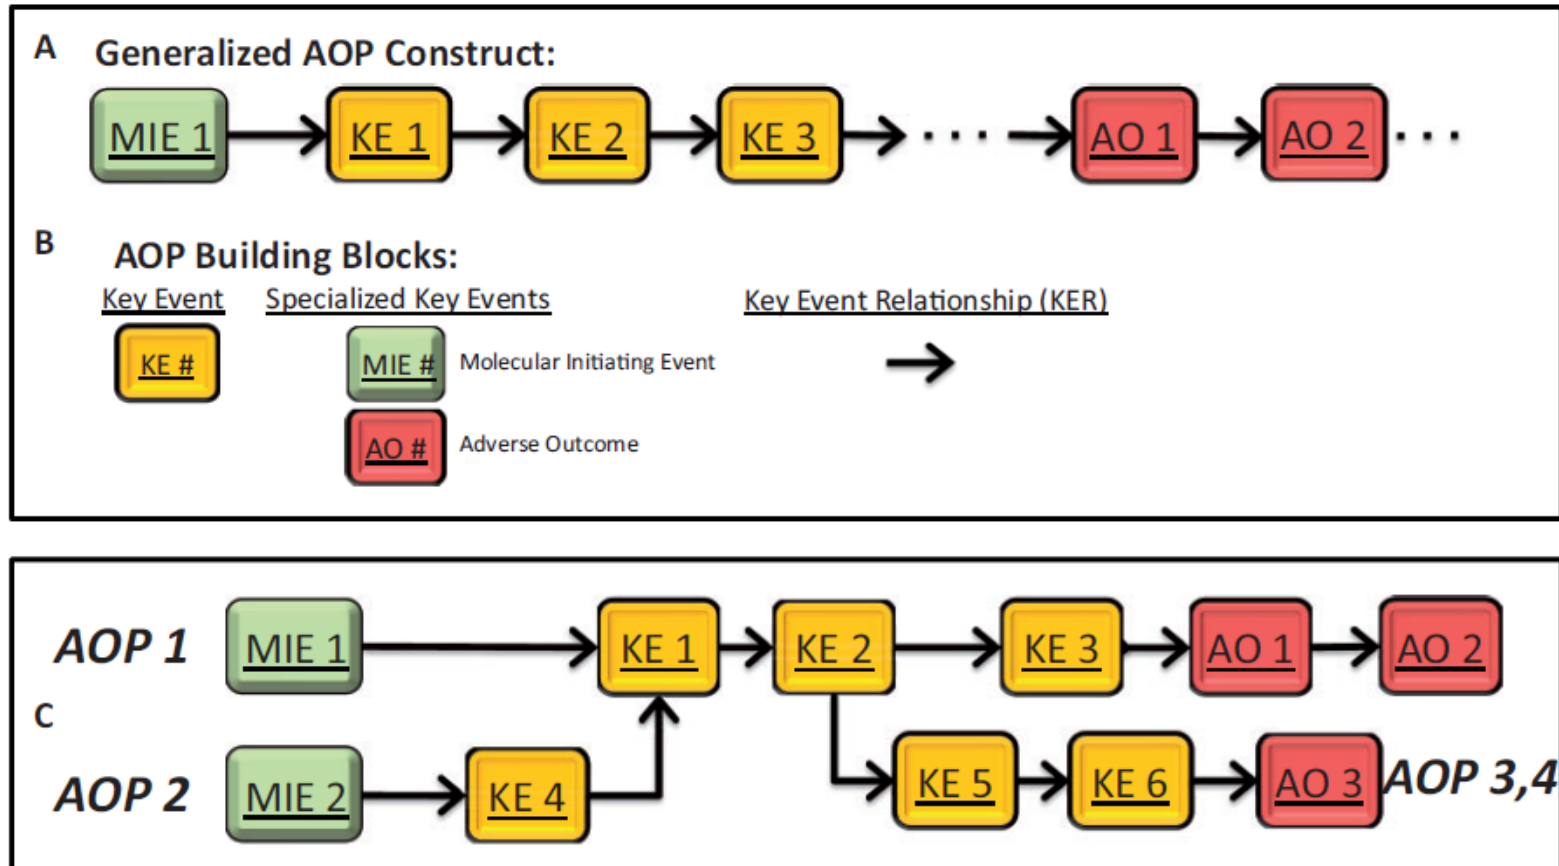 A Generalized AOP Construct:
MIE 1 KE 1 KE 2 KE 3 .... AO 1 AO 2 ...
B AOP Building Blocks:
Key Event Specialized Key Events Key Event Relationship (KER)
KE # MIE # Molecular Initiating Event
AO # Adverse Outcome
AOP 1 MIE 1 KE 1 KE 2 KE 3 AO 1 AO 2
C
AOP 2 MIE 2 KE 4 KE 5 KE 6 AO 3 AOP 3,4